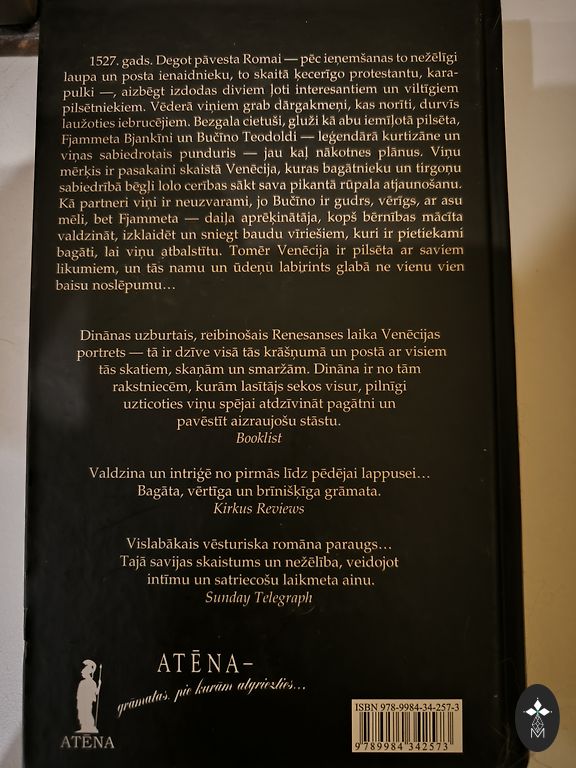 1527. gads. Degot pāvesta Romai — pēc ieņemšanas to nežēlīgi
laupa un posta ienaidnieku, to skaitā ķecerīgo protestantu, kara-
pulki —, aizbēgt izdodas diviem ļoti interesantiem un viltīgiem
pilsētniekiem. Vēderā viņiem grab dārgakmeņi, kas norīti, durvīs
laužoties iebrucējiem. Bezgala cietuši, gluži kā abu iemīļotā pilsēta,
Fjammeta Bjankīni un Bučīno Teodoldi — leģendārā kurtizāne un
viņas sabiedrotais punduris — jau kaļ nākotnes plānus. Viņu
mērķis ir pasakaini skaistā Venēcija, kuras bagātnieku un tirgoņu
sabiedrībā bēgļi lolo cerības sākt sava pikantā rūpala atjaunošanu.
Kā partneri viņi ir neuzvarami, jo Bučīno ir gudrs, vērīgs, ar asu
mēli, bet Fjammeta — daiļa aprēķinātāja, kopš bērnības mācīta
valdzināt, izklaidēt un sniegt baudu vīriešiem, kuri ir pietiekami
bagāti, lai viņu atbalstītu. Tomēr Venēcija ir pilsēta ar saviem
likumiem, un tās namu un ūdeņu labirints glabā ne vienu vien
baisu noslēpumu...
Dinānas uzburtais, reibinošais Renesanses laika Venēcijas
portrets — tā ir dzīve visā tās krāšņumā un postā ar visiem
tās skatiem, skaņām un smaržām. Dināna ir no tām
rakstniecēm, kurām lasītājs sekos visur, pilnīgi
uzticoties viņu spējai atdzīvināt pagātni un
pavēstīt aizraujošu stāstu.
Booklist
Valdzina un intriģē no pirmās līdz pēdējai lappusei...
Bagāta, vērtīga un brīnišķīga grāmata.
Kirkus Reviews
Vislabākais vēsturiska romāna paraugs...
Tajā savijas skaistums un nežēlība, veidojot
intīmu un satriecošu laikmeta ainu.
Sunday Telegraph
ATĒNA–
grāmatas, pie kurām atgriezties...
ATĒNA
ISBN 978-9984-34-257-3
9789984342573
M